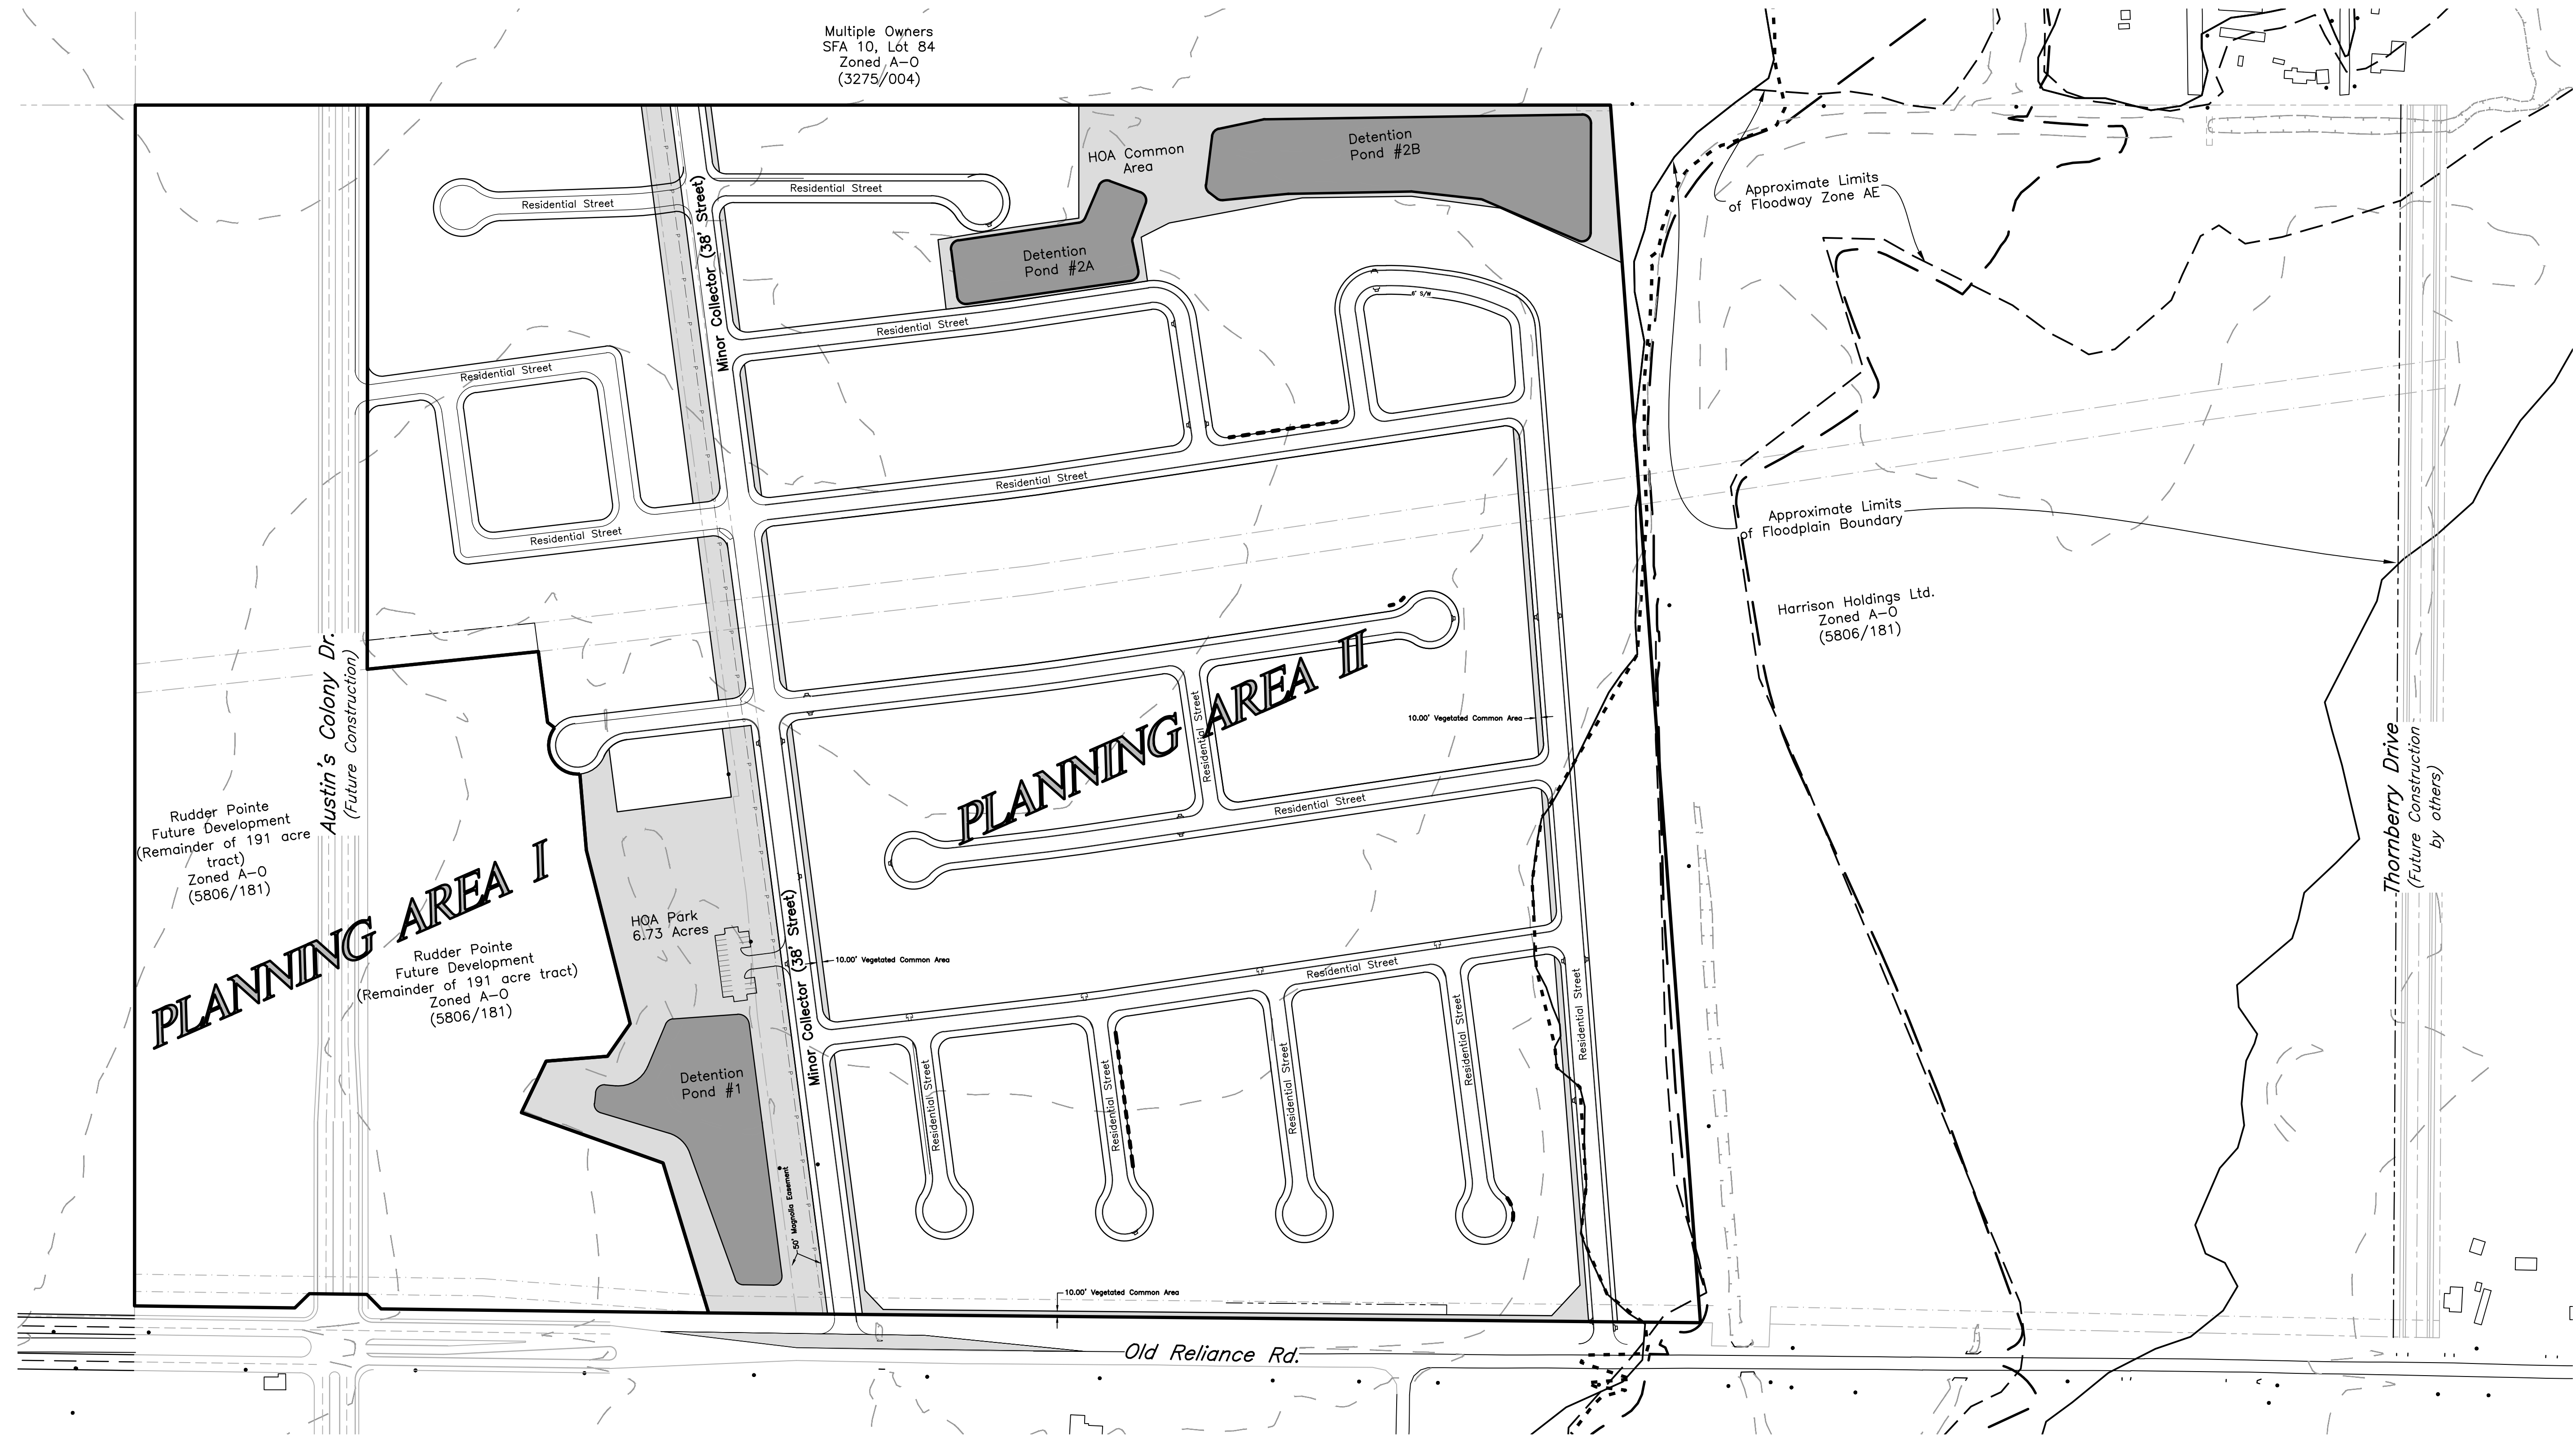 Multiple Owners
SFA 10, Lot 84
Zoned A-O
(3275/004)
Detention
Pond #2B
HOA Common
Area
Residential Street
Residential Street
Minor Collector (38' Street)
Detention
Pond #2A
Approximate Limits
of Floodway Zone AE
6' S/W
Residential Street
Residential Street
Residential Street
Residential Street
Approximate Limits
of Floodplain Boundary
Harrison Holdings Ltd.
Zoned A-O
(5806/181)
Austin's Colony Dr.
(Future Construction)
PLANNING AREA II
Residential Street
10.00' Vegetated Common Area
Residential Street
Thornberry Drive
(Future Construction
by others)
Rudder Pointe
Future Development
(Remainder of 191 acre
tract)
Zoned A-O
(5806/181)
PLANNING AREA I
Rudder Pointe
Future Development
(Remainder of 191 acre tract)
Zoned A-O
(5806/181)
HOA Park
6.73 Acres
Minor Collector (38' Street)
10.00' Vegetated Common Area
Residential Street
Residential Street
Residential Street
Residential Street
Residential Street
Residential Street
Detention
Pond #1
50' Magnolia Easement
10.00' Vegetated Common Area
Old Reliance Rd.